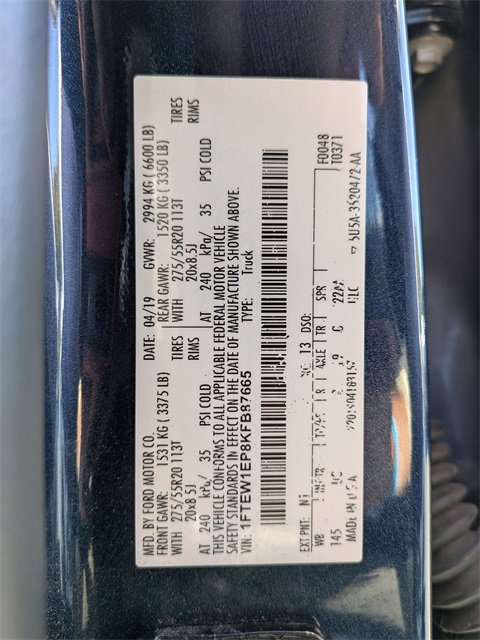 MFD. BY FORD MOTOR CO. DATE: 04/19 GVWR: 2994 KG ( 6600 LB)
FRONT GAWR: 1531 KG ( 3375 LB) REAR GAWR: 1520 KG ( 3350 LB)
WITH 275/55R20 113T TIRES WITH 275/55R20 113T TIRES
20x8.5J RIMS 20x8.5J RIMS
AT 240 kPa/ 35 PSI COLD AT 240 kPa/ 35 PSI COLD
THIS VEHICLE CONFORMS TO ALL APPLICABLE FEDERAL MOTOR VEHICLE
SAFETY STANDARDS IN EFFECT ON THE DATE OF MANUFACTURE SHOWN ABOVE.
VIN: 1FTEW1EP8KFB87665 TYPE: Truck
F0048
EXT PNT: N1 13 DSO: T0371
WB AXLE TR SPR
145
MADE IN U.S.A 5U5A-3520472-AA